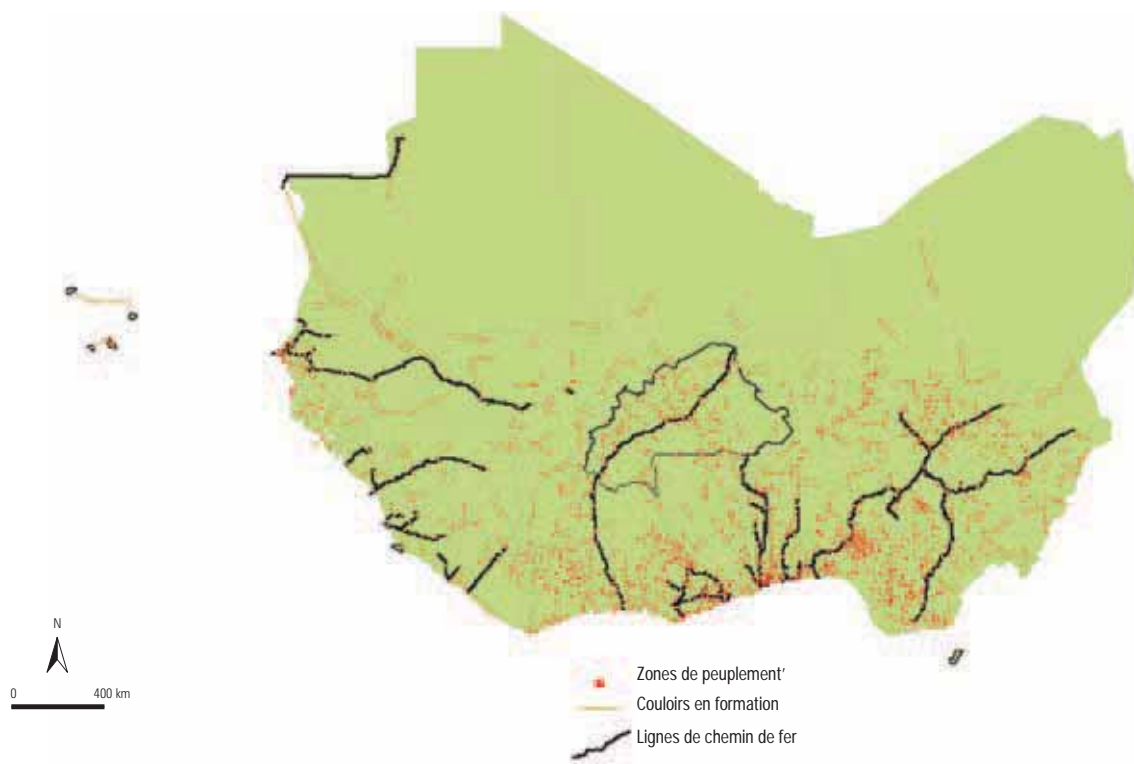 N
0 400 km
Zones de peuplement'
Couloirs en formation
Lignes de chemin de fer